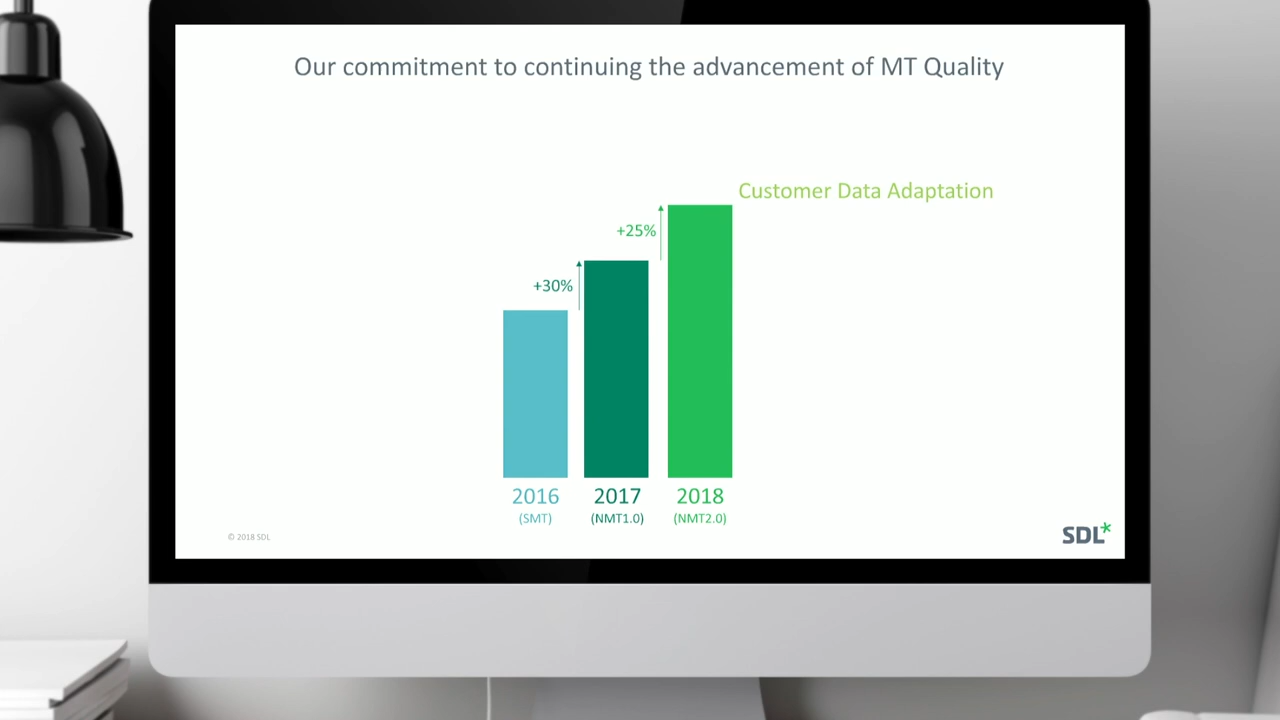 Our commitment to continuing the advancement of MT Quality
Customer Data Adaptation
+25%
+30%
2016 2017 2018
(SMT) (NMT1.0) (NMT2.0)
© 2018 SDL
SDL*